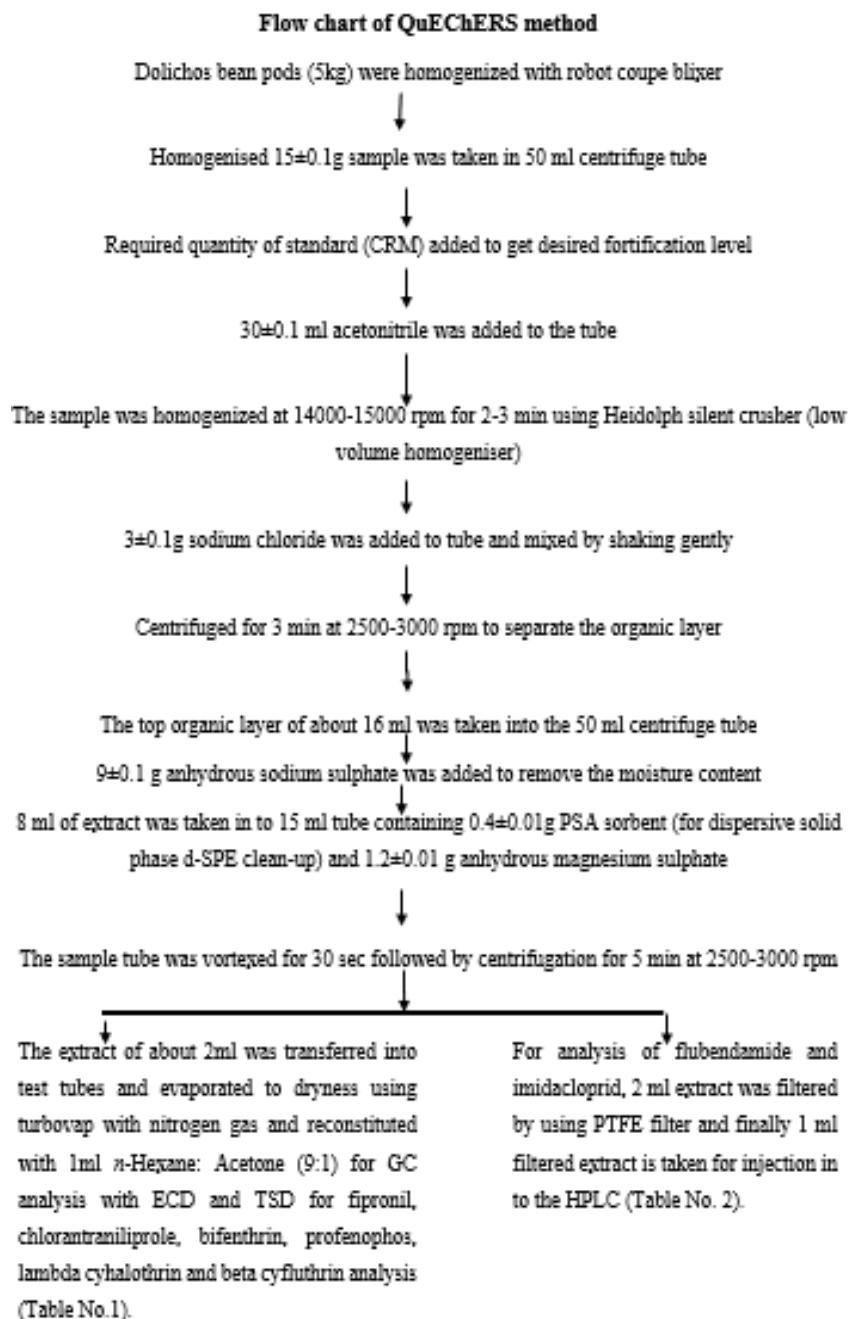 Flow chart of QuEChERS method
Dolichos bean pods (5kg) were homogenized with robot coupe blixer
Homogenised 15±0.1g sample was taken in 50 ml centrifuge tube
Required quantity of standard (CRM) added to get desired fortification level
30±0.1 ml acetonitrile was added to the tube
The sample was homogenized at 14000-15000 rpm for 2-3 min using Heidolph silent crusher (low
volume homogeniser)
3±0.1g sodium chloride was added to tube and mixed by shaking gently
Centrifuged for 3 min at 2500-3000 rpm to separate the organic layer
The top organic layer of about 16 ml was taken into the 50 ml centrifuge tube
9±0.1 g anhydrous sodium sulphate was added to remove the moisture content
8 ml of extract was taken in to 15 ml tube containing 0.4±0.01g PSA sorbent (for dispersive solid
phase d-SPE clean-up) and 1.2±0.01 g anhydrous magnesium sulphate
The sample tube was vortexed for 30 sec followed by centrifugation for 5 min at 2500-3000 rpm
The extract of about 2ml was transferred into
test tubes and evaporated to dryness using
turbovap with nitrogen gas and reconstituted
with 1ml n-Hexane: Acetone (9:1) for GC
analysis with ECD and TSD for fipronil,
chlorantraniliprole, bifenthrin, profenophos,
lambda cyhalothrin and beta cyfluthrin analysis
(Table No.1).
For analysis of flubendamide and
imidacloprid, 2 ml extract was filtered
by using PTFE filter and finally 1 ml
filtered extract is taken for injection in
to the HPLC (Table No. 2).